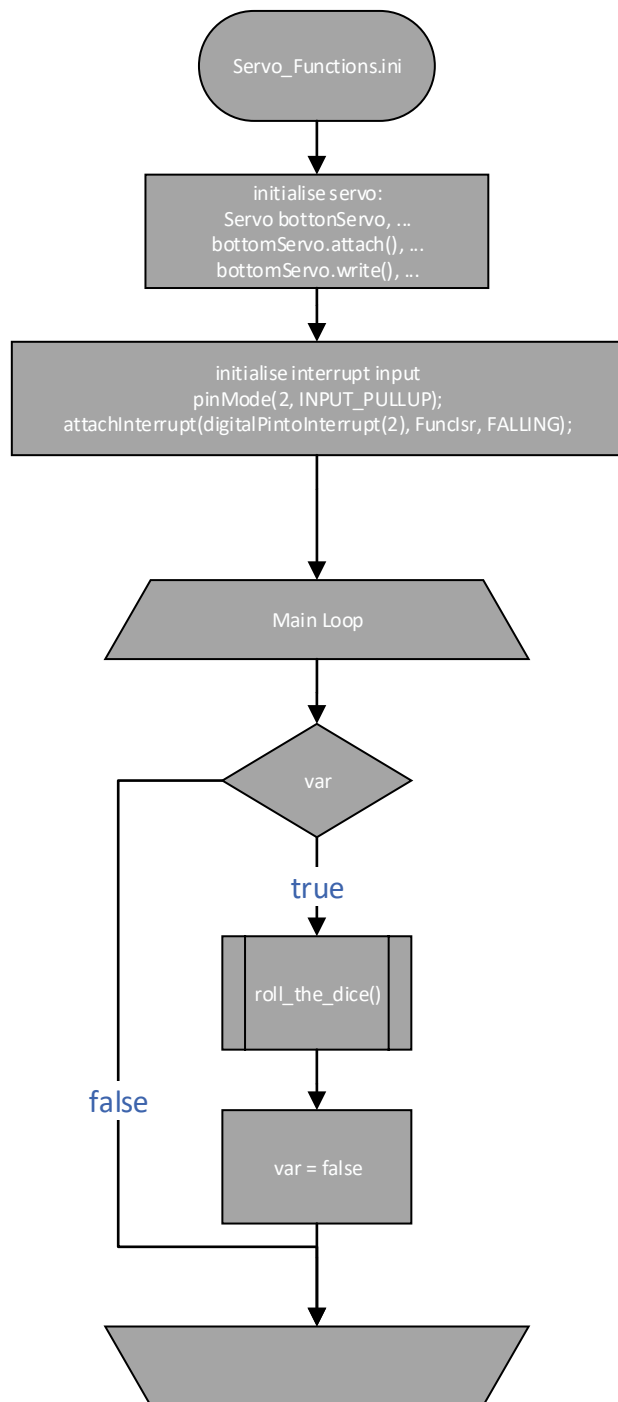 Servo_Functions.ini
initialise servo:
Servo bottonServo, ...
bottomServo.attach(), ...
bottomServo.write(), ...
initialise interrupt input
pinMode(2, INPUT_PULLUP);
attachInterrupt(digitalPintoInterrupt(2), FuncIsr, FALLING);
Main Loop
var
true
roll_the_dice()
false
var = false